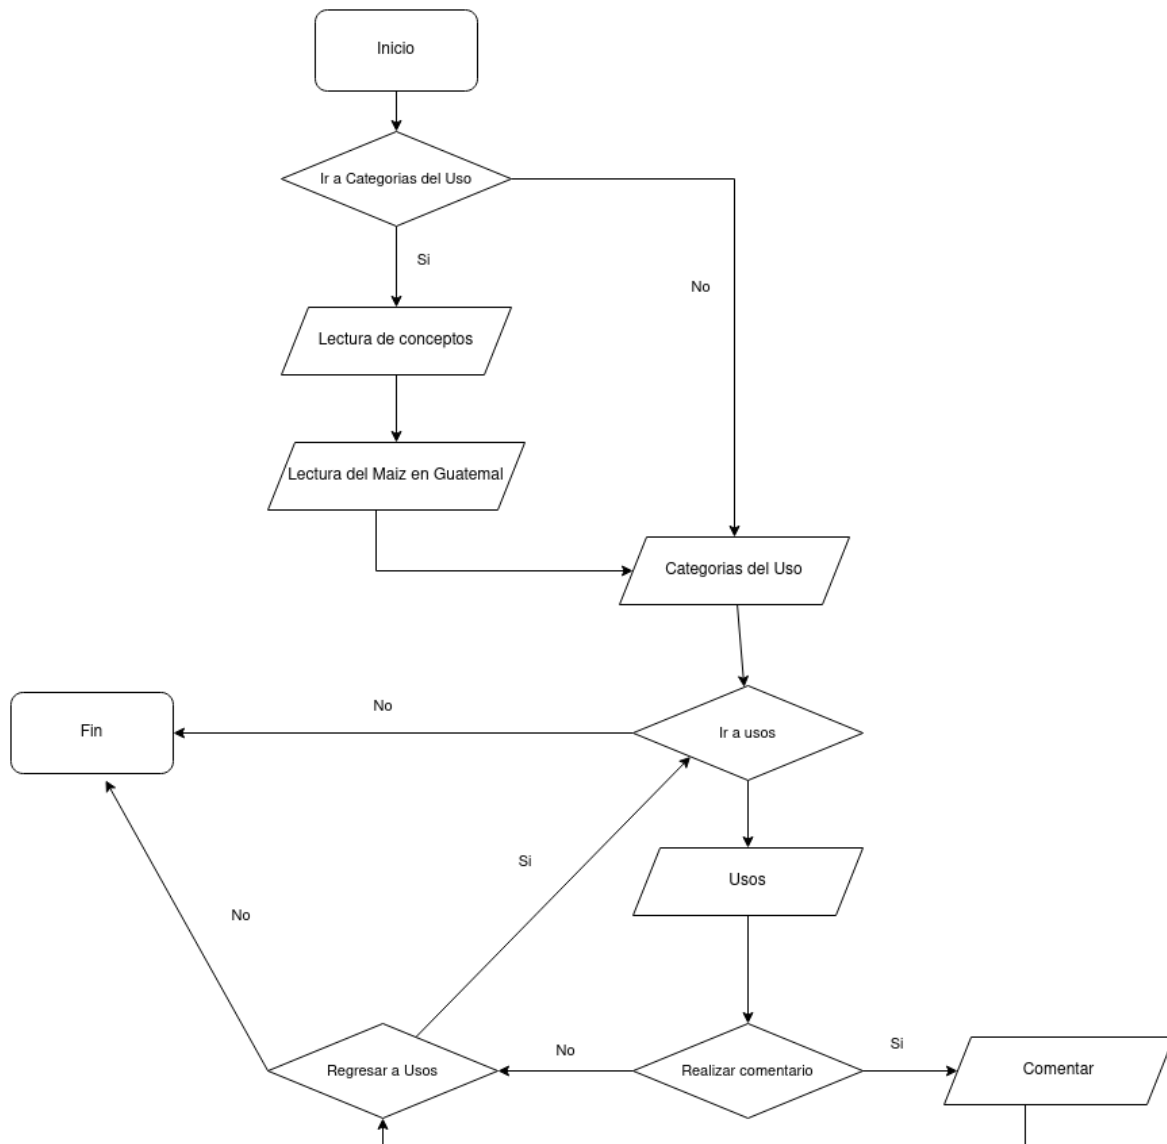 Inicio
Ir a Categorias del Uso
Si
No
Lectura de conceptos
Lectura del Maiz en Guatemal
Categorias del Uso
No
Fin
Ir a usos
Si
Usos
No
No
Si
Regresar a Usos
Realizar comentario
Comentar